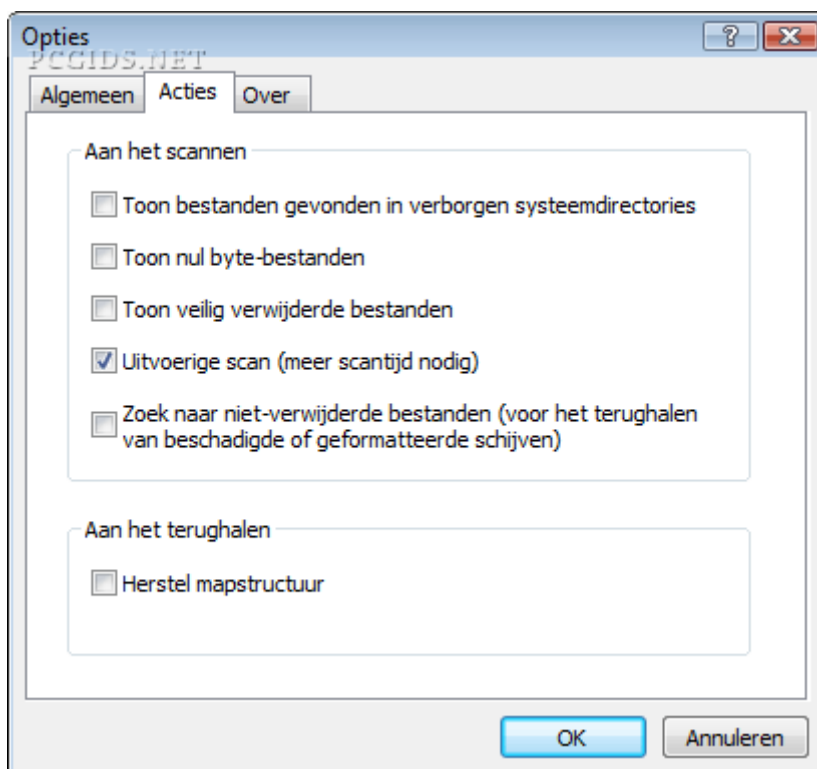 Opties
PCGIDS.NET
Algemeen Acties Over
Aan het scannen
Toon bestanden gevonden in verborgen systeemdirectories
Toon nul byte-bestanden
Toon veilig verwijderde bestanden
Uitvoerige scan (meer scantijd nodig)
Zoek naar niet-verwijderde bestanden (voor het terughalen
van beschadigde of geformatteerde schijven)
Aan het terughalen
Herstel mapstructuur
OK Annuleren